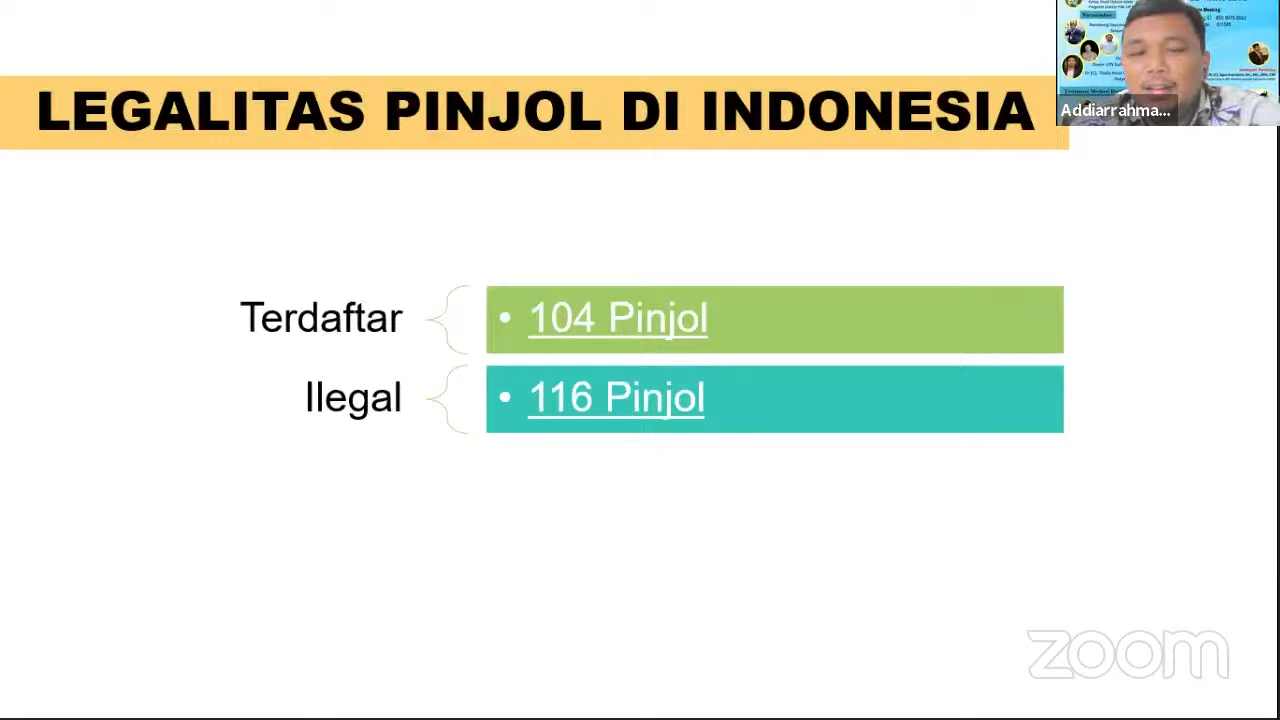 LEGALITAS PINJOL DI INDONESIA
Addiarrahma...
Terdaftar
• 104 Pinjol
Ilegal
• 116 Pinjol
zoom